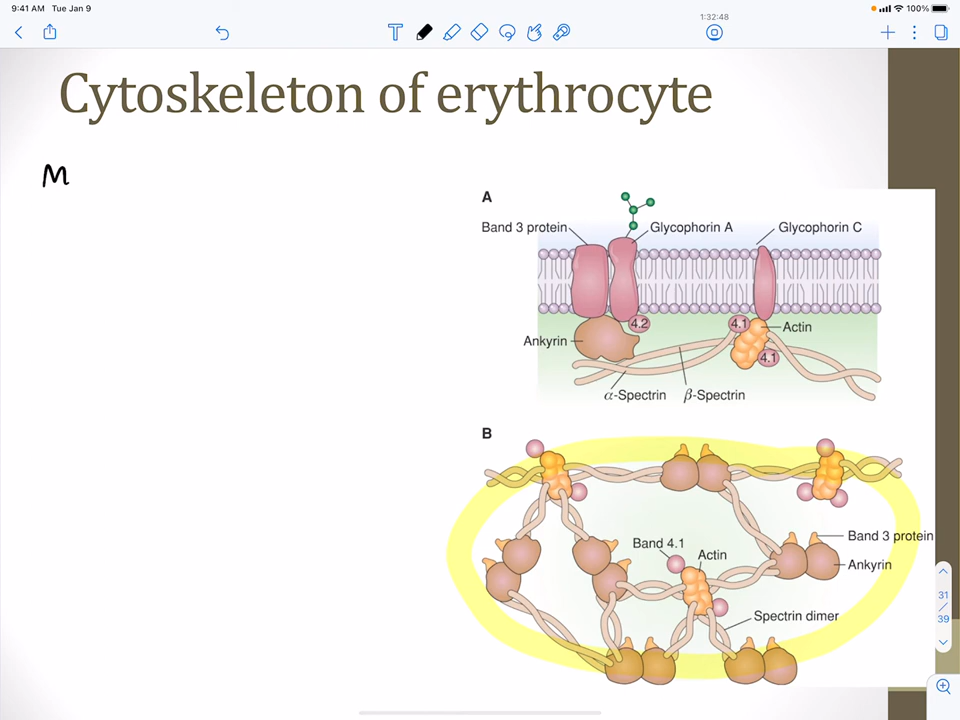 9:41 AM Tue Jan 9
100%
1:32:48
Cytoskeleton of erythrocyte
M
A
Band 3 protein
Glycophorin A
Glycophorin C
4.2
4.1
Actin
Ankyrin
4.1
α-Spectrin
β-Spectrin
B
Band 3 protein
Band 4.1
Actin
Ankyrin
31
/
39
Spectrin dimer